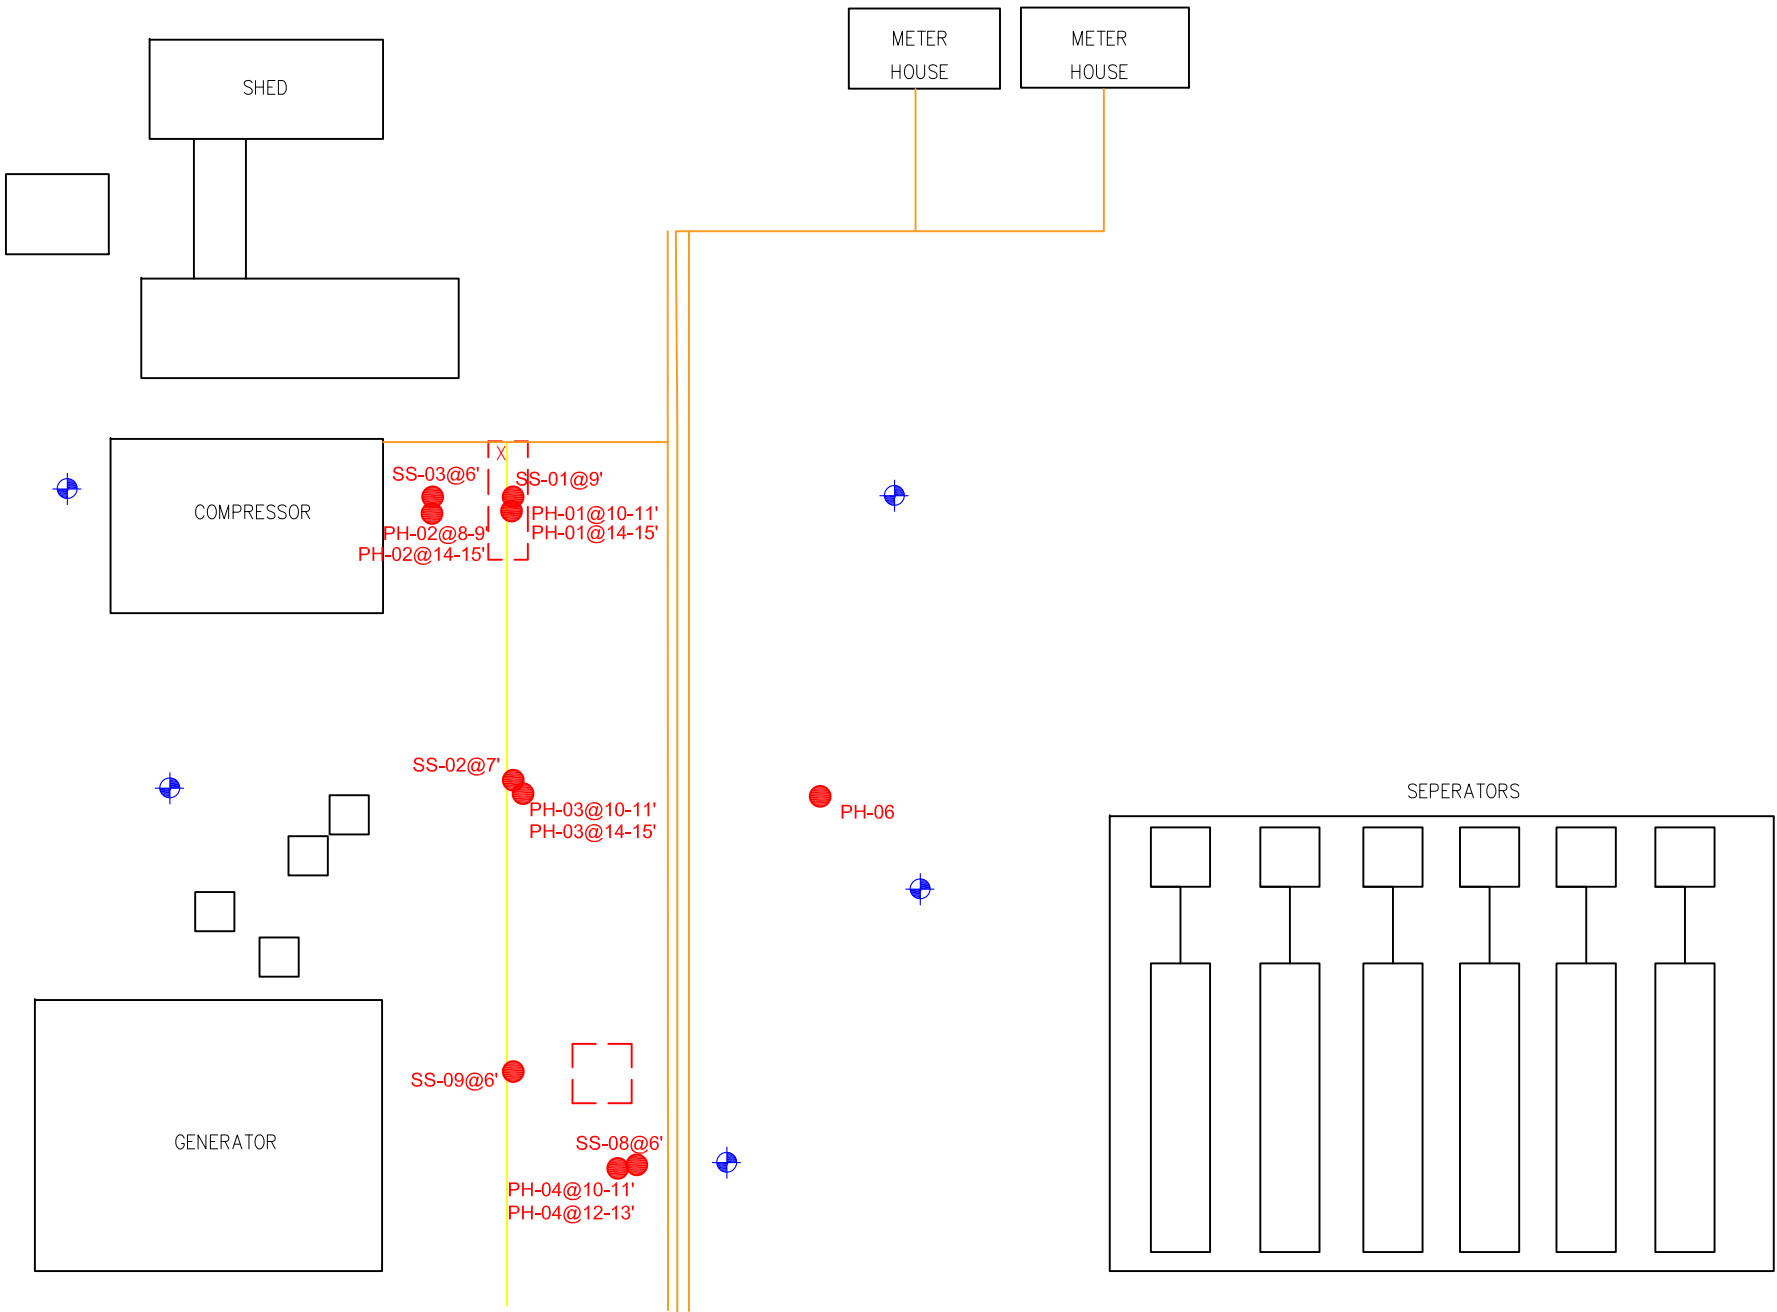 METER
HOUSE
METER
HOUSE
SHED
X
SS-03@6'
SS-01@9'
COMPRESSOR
PH-01@10-11'
PH-01@14-15'
PH-02@8-9'
PH-02@14-15'
SS-02@7'
PH-03@10-11'
PH-03@14-15'
PH-06
SEPERATORS
SS-09@6'
GENERATOR
SS-08@6'
PH-04@10-11'
PH-04@12-13'